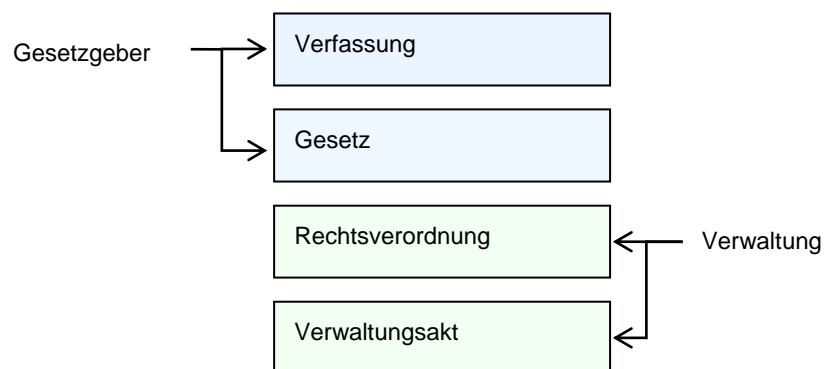 Gesetzgeber
Verfassung
Gesetz
Rechtsverordnung
Verwaltung
Verwaltungsakt